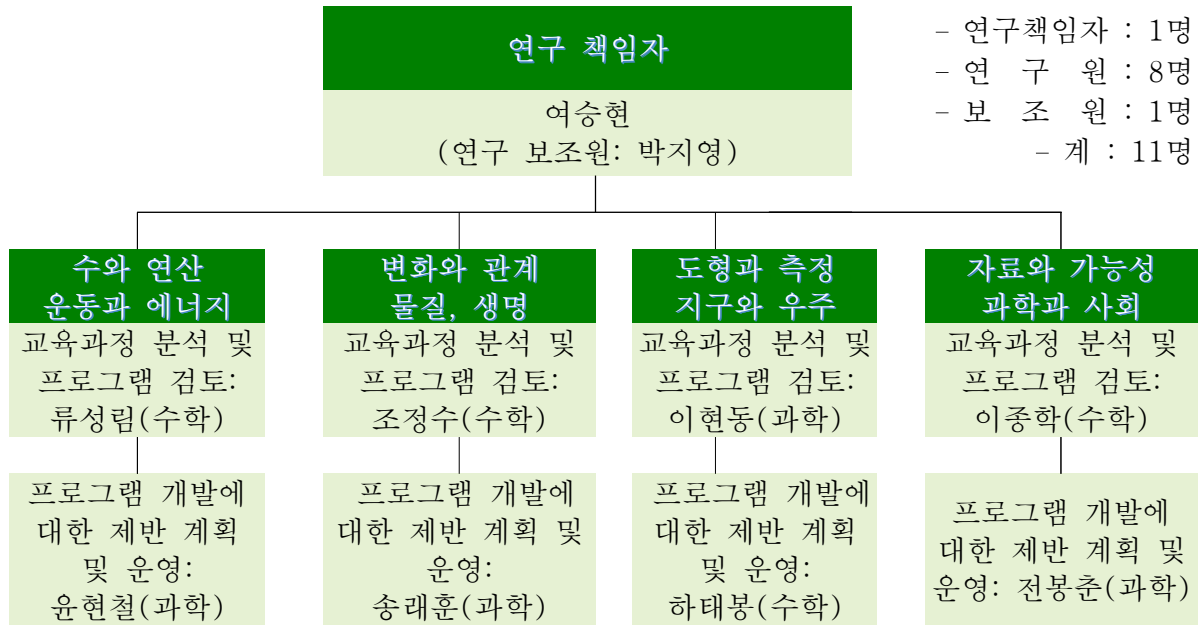 연구 책임자
여승현
(연구 보조원: 박지영)
- 연구책임자 : 1명
- 연 구 원 : 8명
- 보 조 원 : 1명
- 계 : 11명
수와 연산
운동과 에너지
교육과정 분석 및
프로그램 검토:
류성림(수학)
프로그램 개발에
대한 제반 계획
및 운영:
윤현철(과학)
변화와 관계
물질, 생명
교육과정 분석 및
프로그램 검토:
조정수(수학)
프로그램 개발에
대한 제반 계획 및
운영:
송래훈(과학)
도형과 측정
지구와 우주
교육과정 분석 및
프로그램 검토:
이현동(과학)
프로그램 개발에
대한 제반 계획
및 운영:
하태봉(수학)
자료와 가능성
과학과 사회
교육과정 분석 및
프로그램 검토:
이종학(수학)
프로그램 개발에
대한 제반 계획 및
운영: 전봉춘(과학)